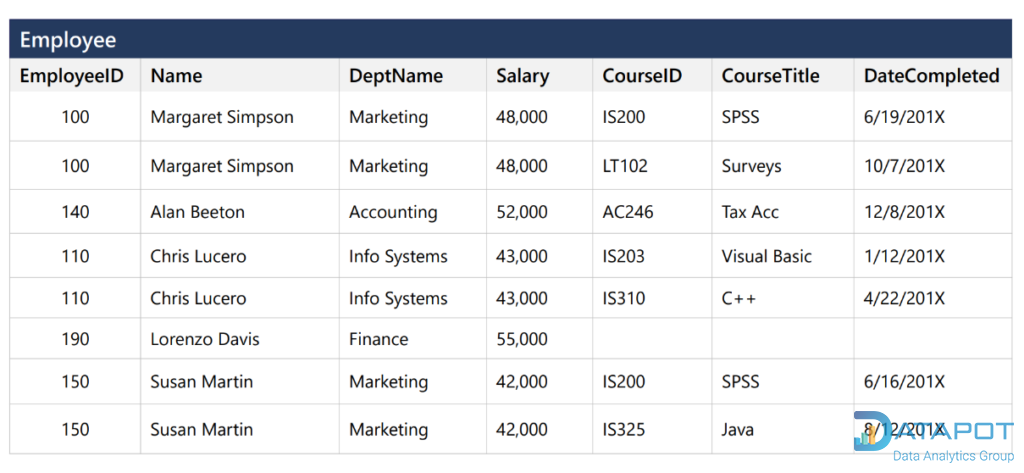 Employee
EmployeeID Name DeptName Salary CourseID CourseTitle DateCompleted
100 Margaret Simpson Marketing 48,000 IS200 SPSS 6/19/201X
100 Margaret Simpson Marketing 48,000 LT102 Surveys 10/7/201X
140 Alan Beeton Accounting 52,000 AC246 Tax Acc 12/8/201X
110 Chris Lucero Info Systems 43,000 IS203 Visual Basic 1/12/201X
110 Chris Lucero Info Systems 43,000 IS310 C++ 4/22/201X
190 Lorenzo Davis Finance 55,000
150 Susan Martin Marketing 42,000 IS200 SPSS 6/16/201X
150 Susan Martin Marketing 42,000 IS325 Java 8/12/201X
DATAPOT
Data Analytics Group